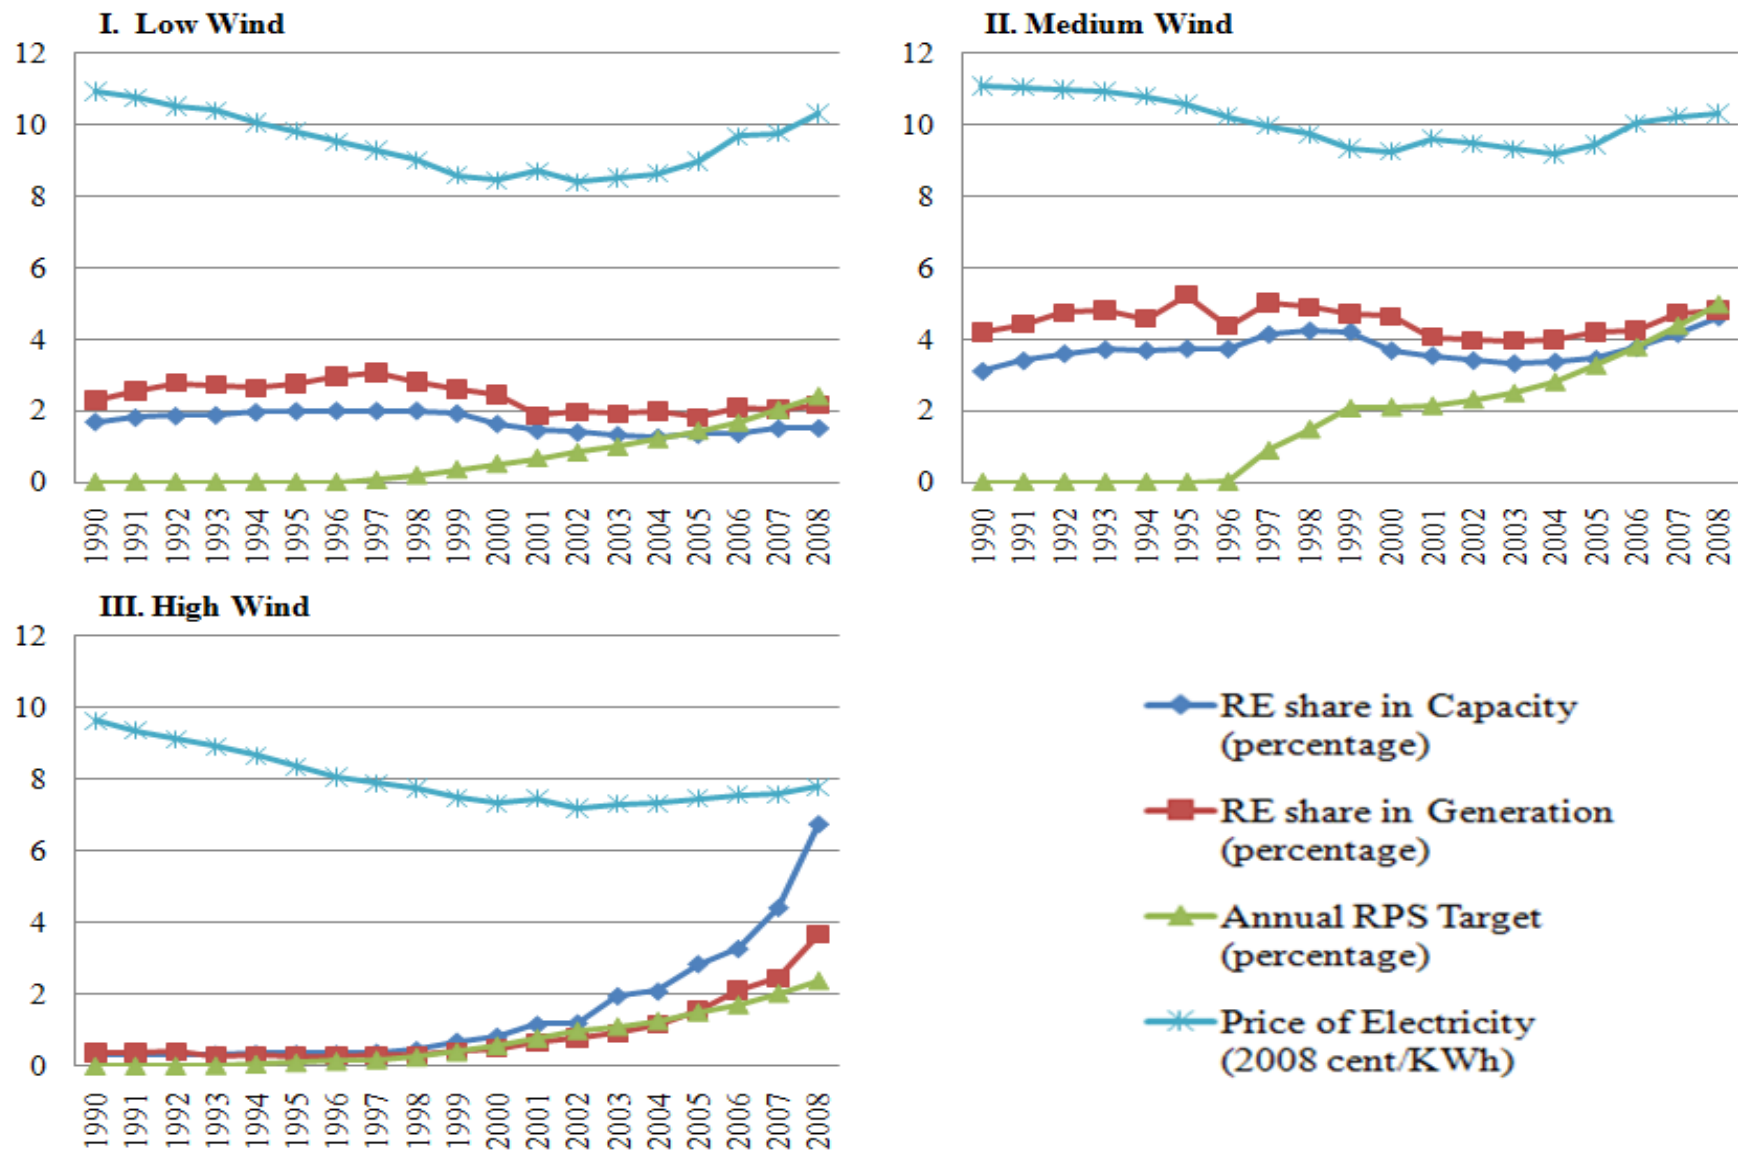 I. Low Wind
12
10
8
6
4
2
0
1990 1991 1992 1993 1994 1995 1996 1997 1998 1999 2000 2001 2002 2003 2004 2005 2006 2007 2008
II. Medium Wind
12
10
8
6
4
2
0
1990 1991 1992 1993 1994 1995 1996 1997 1998 1999 2000 2001 2002 2003 2004 2005 2006 2007 2008
III. High Wind
12
10
8
6
4
2
0
1990 1991 1992 1993 1994 1995 1996 1997 1998 1999 2000 2001 2002 2003 2004 2005 2006 2007 2008
RE share in Capacity
(percentage)
RE share in Generation
(percentage)
Annual RPS Target
(percentage)
Price of Electricity
(2008 cent/KWh)